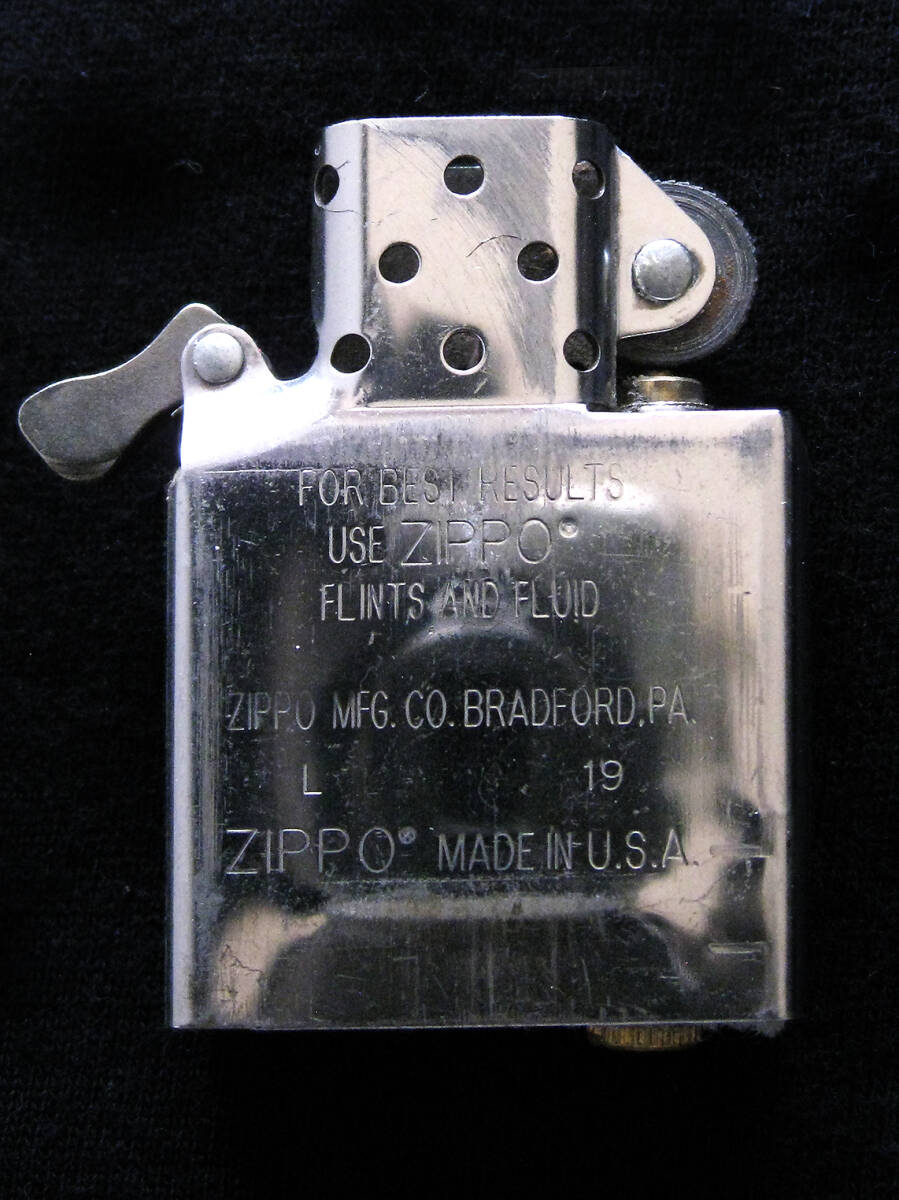 FOR BEST RESULTS
USE ZIPPO®
FLINTS AND FLUID
ZIPPO MFG. CO. BRADFORD, PA.
L 19
ZIPPO® MADE IN U.S.A.